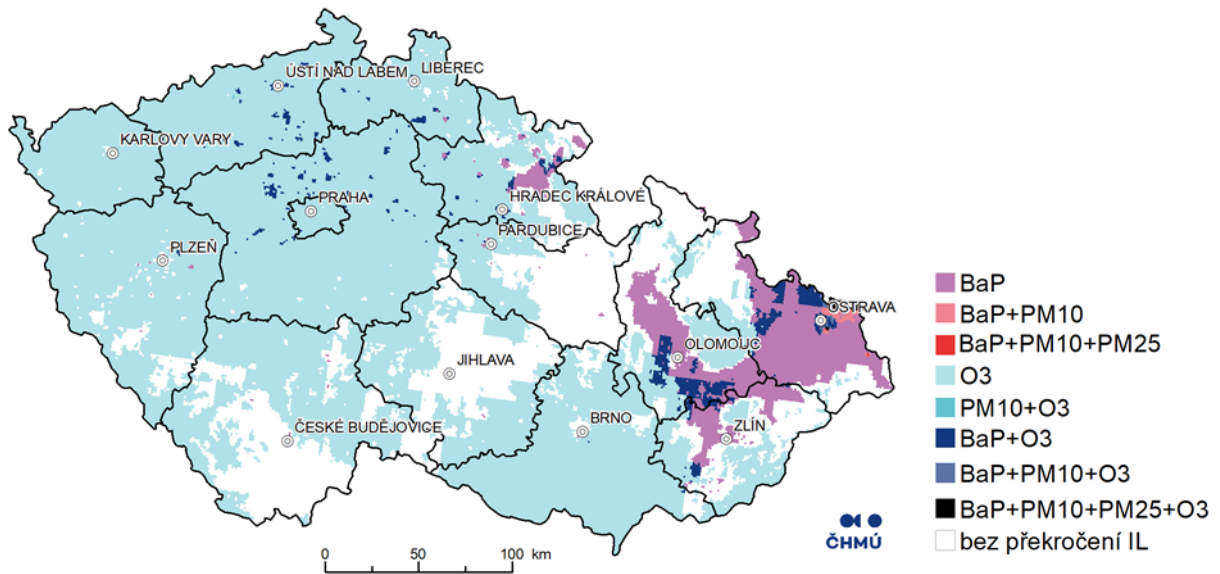 ÚSTÍ NAD LABEM
LIBEREC
KARLOVY VARY
PRAHA
HRADEC KRÁLOVÉ
PARDUBICE
PLZEŇ
OSTRAVA
OLOMOUC
JIHLAVA
ČESKÉ BUDĚJOVICE
BRNO
ZLÍN
BaP
BaP+PM10
BaP+PM10+PM25
O3
PM10+O3
BaP+O3
BaP+PM10+O3
BaP+PM10+PM25+O3
bez překročení IL
ČHMÚ
0 50 100 km